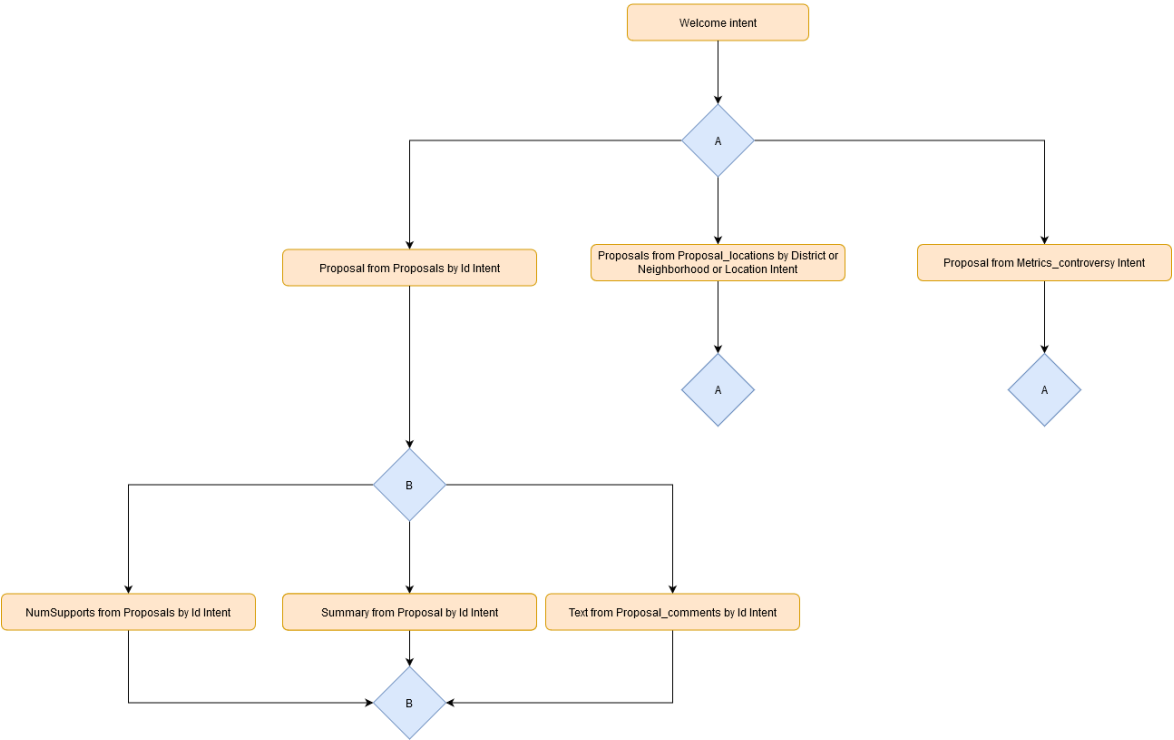 Welcome intent
A
Proposal from Proposals by Id Intent
Proposals from Proposal_locations by District or
Neighborhood or Location Intent
Proposal from Metrics_controversy Intent
A
A
B
NumSupports from Proposals by Id Intent
Summary from Proposal by Id Intent
Text from Proposal_comments by Id Intent
B